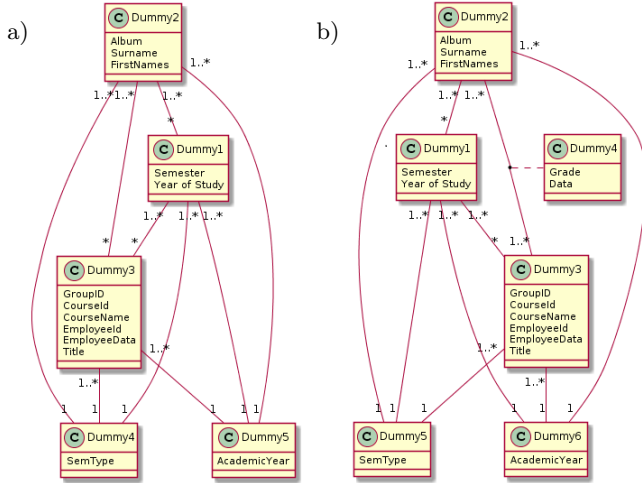 a)
C Dummy2
Album
Surname
FirstNames
1..*
1..*
1..*
1..*
*
C Dummy1
Semester
Year of Study
*
1..*
1..*
1..*
C Dummy3
GroupID
CourseId
CourseName
EmployeeId
EmployeeData
Title
1..*
1..*
1
1
1
1
1
1
C Dummy4
SemType
C Dummy5
AcademicYear
b)
C Dummy2
Album
Surname
FirstNames
1..*
1..*
1..*
1..*
*
C Dummy1
Semester
Year of Study
C Dummy4
Grade
Data
1..*
1..*
1..*
*
1..*
C Dummy3
GroupID
CourseId
CourseName
EmployeeId
EmployeeData
Title
1..*
1..*
1
1
1
1
1
1
C Dummy5
SemType
C Dummy6
AcademicYear